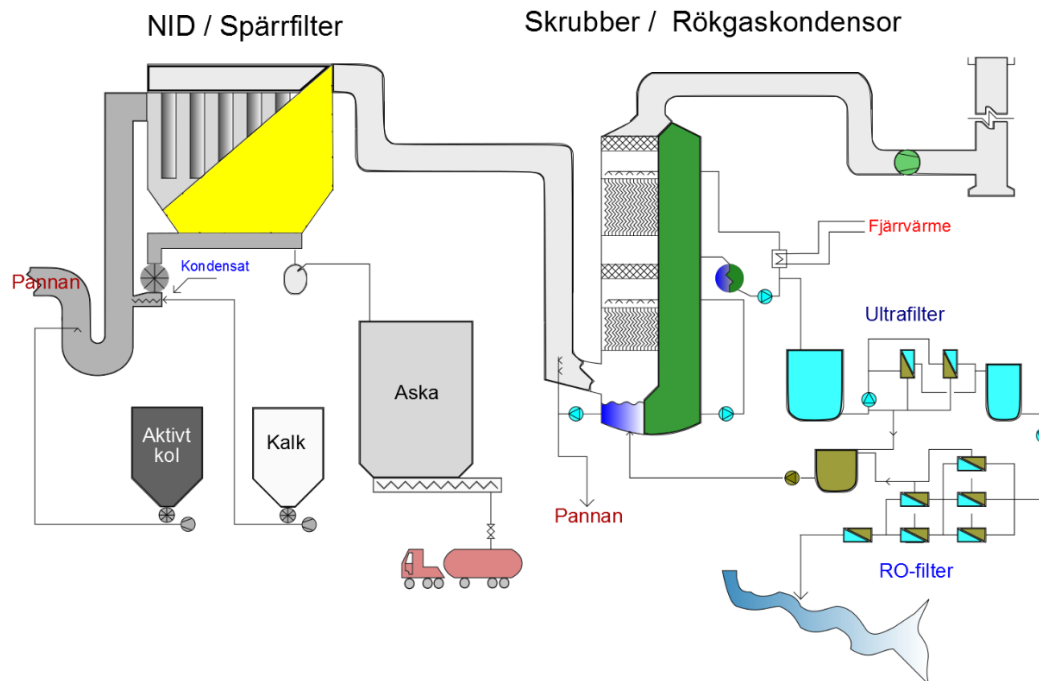 NID / Spärrfilter
Skrubber / Rökgaskondensor
Fjärrvärme
Kondensat
Pannan
Ultrafilter
Aska
Aktivt
kol
Kalk
Pannan
RO-filter